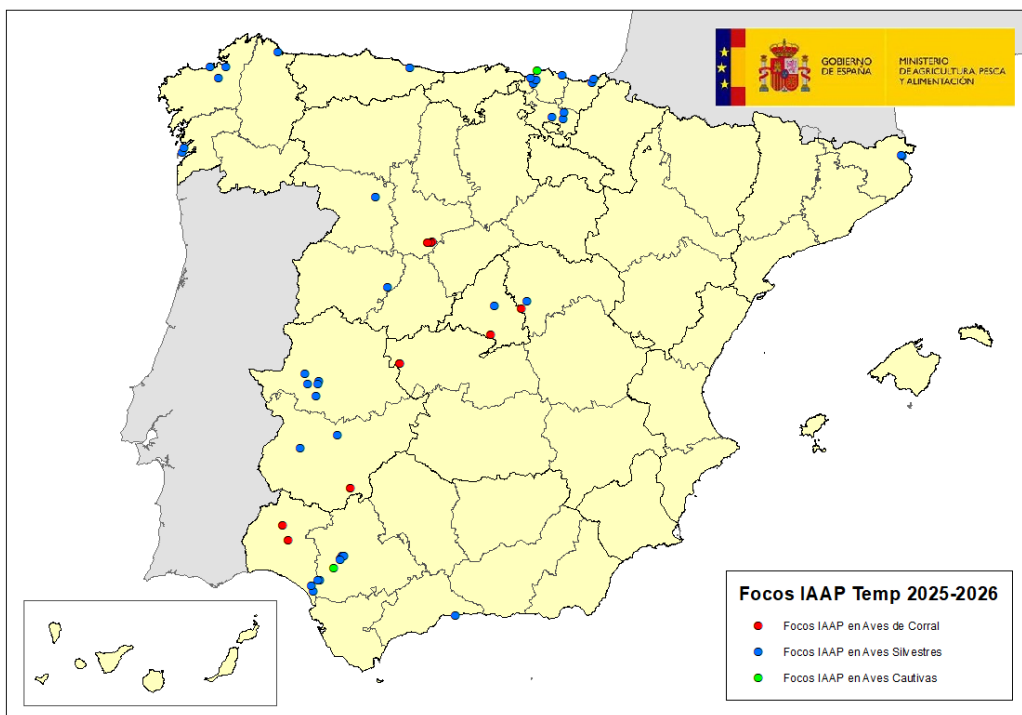 GOBIERNO
DE ESPAÑA
MINISTERIO
DE AGRICULTURA, PESCA
Y ALIMENTACIÓN
Focos IAAP Temp 2025-2026
Focos IAAP en Aves de Corral
Focos IAAP en Aves Silvestres
Focos IAAP en Aves Cautivas